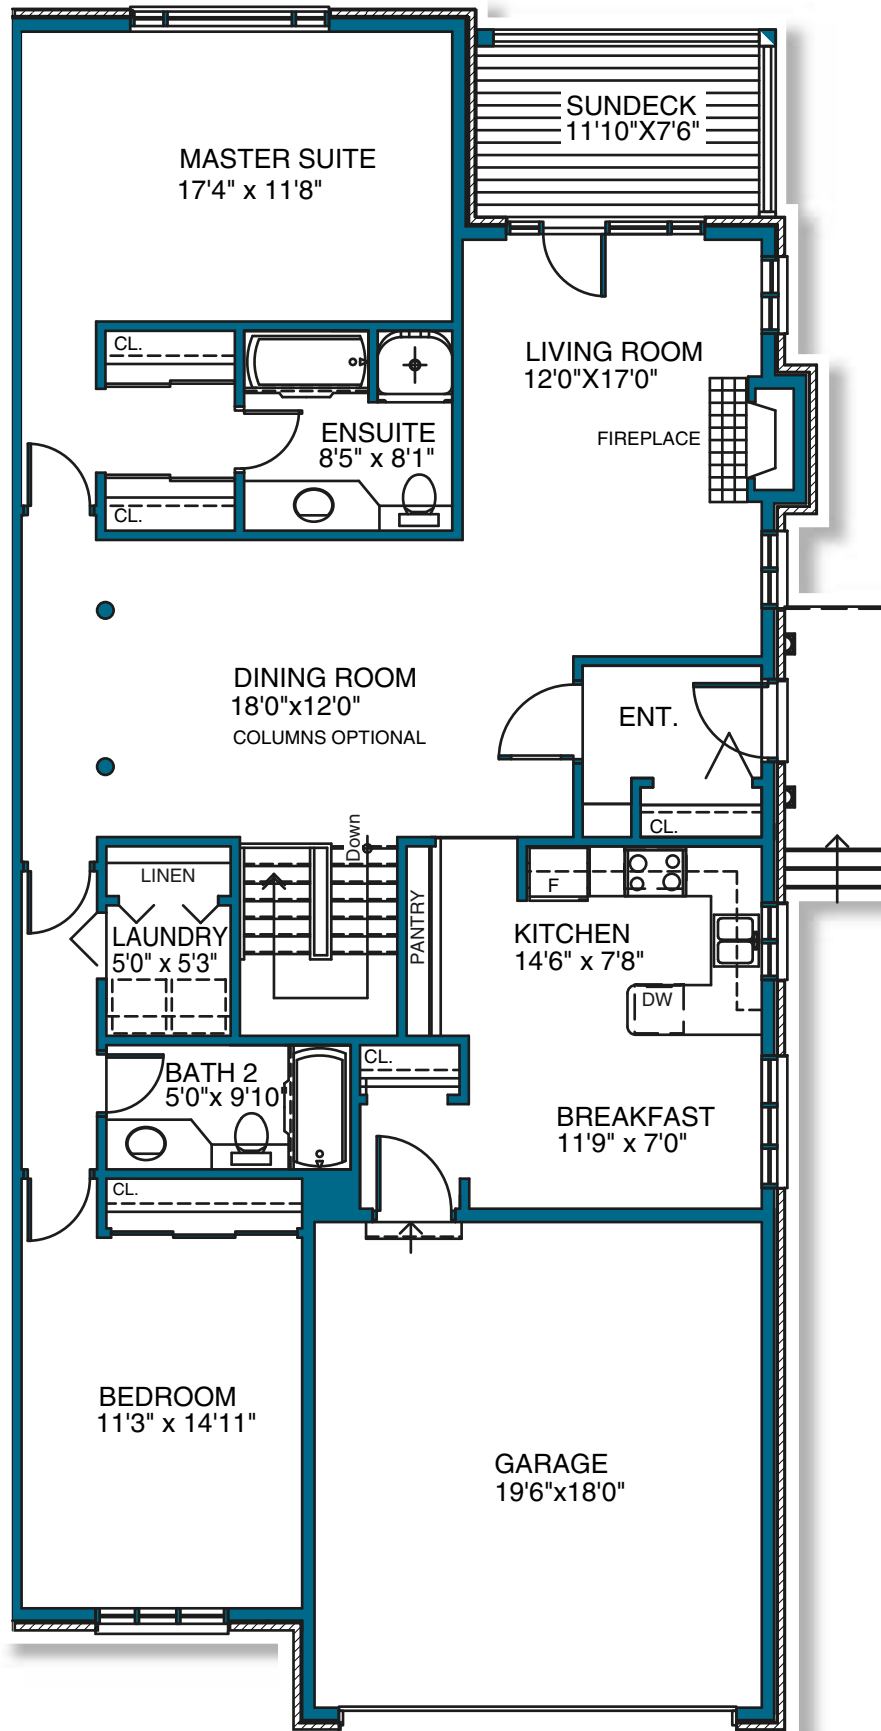 SUNDECK
11'10"X7'6"
MASTER SUITE
17'4" x 11'8"
CL.
LIVING ROOM
12'0"X17'0"
FIREPLACE
ENSUITE
8'5" x 8'1"
CL.
DINING ROOM
18'0"x12'0"
COLUMNS OPTIONAL
ENT.
CL.
Down
LINEN
LAUNDRY
5'0" x 5'3"
PANTRY
F
KITCHEN
14'6" x 7'8"
DW
CL.
BATH 2
5'0"x 9'10"
BREAKFAST
11'9" x 7'0"
CL.
BEDROOM
11'3" x 14'11"
GARAGE
19'6"x18'0"